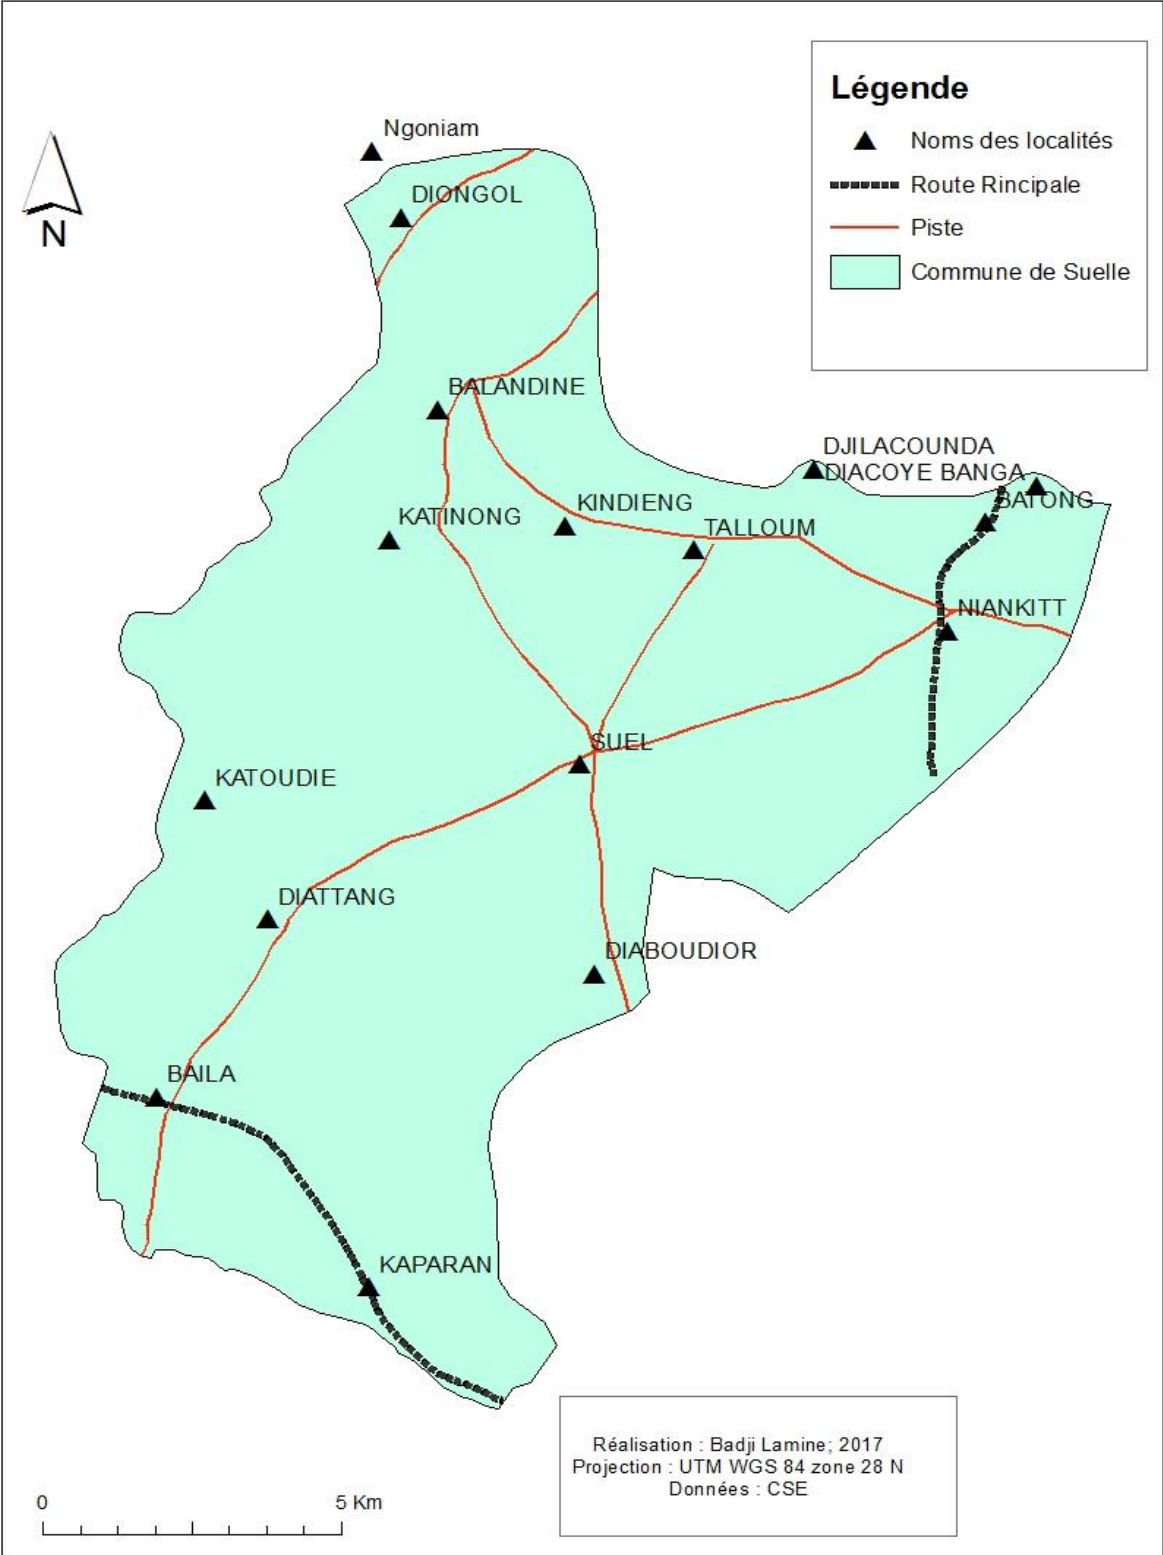 Légende
Noms des localités
Route Rincipale
Piste
Commune de Suelle
Ngoniam
DIONGOL
N
BALANDINE
DJILACOUNDA
DIACOYE BANGA
BATONG
KINDIENG
KATINONG
TALLOUM
NIANKITT
SUEL
KATOUDIE
DIATTANG
DIABOUDIOR
BAILA
KAPARAN
Réalisation : Badji Lamine; 2017
Projection : UTM WGS 84 zone 28 N
Données : CSE
0 5 Km